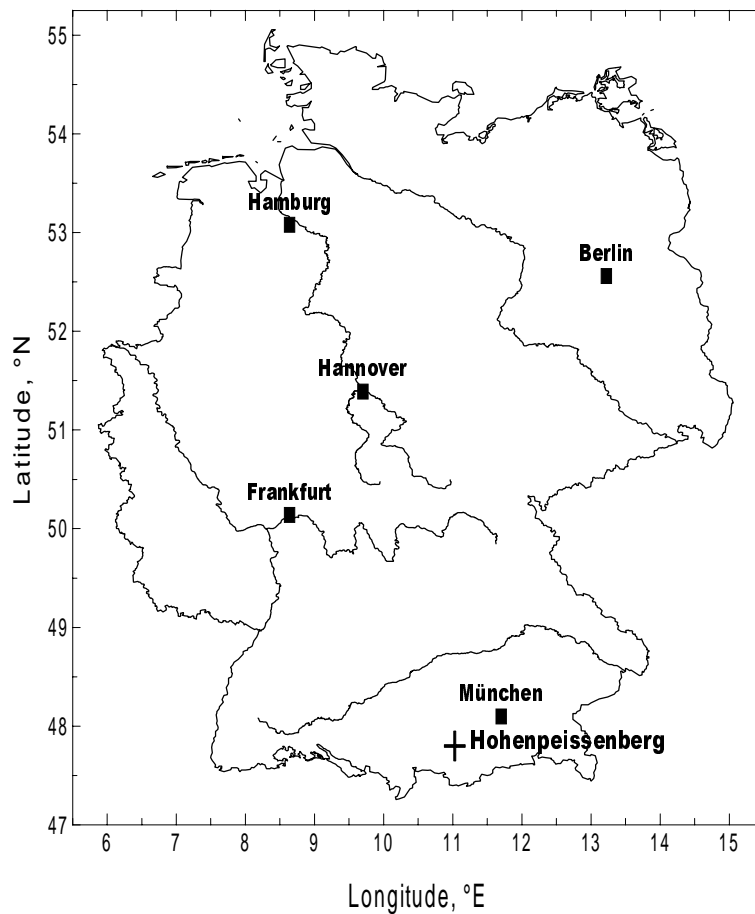 55
54
53
52
51
50
49
48
47
Latitude, °N
Hamburg
Berlin
Hannover
Frankfurt
München
Hohenpeissenberg
6 7 8 9 10 11 12 13 14 15
Longitude, °E